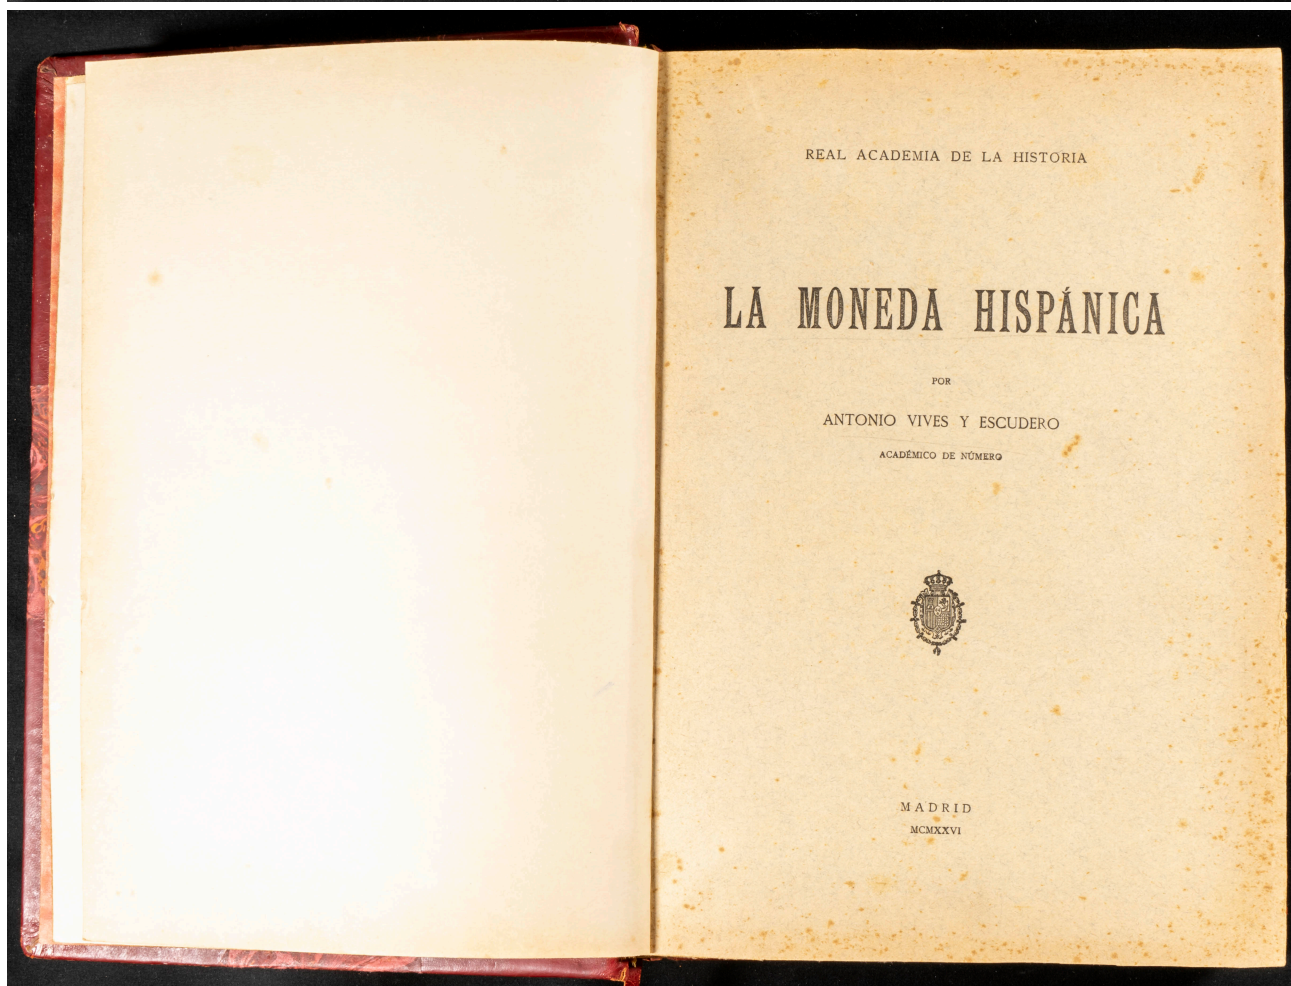 REAL ACADEMIA DE LA HISTORIA
LA MONEDA HISPÁNICA
POR
ANTONIO VIVES Y ESCUDERO
ACADÉMICO DE NÚMERO
MADRID
MCMXXVI